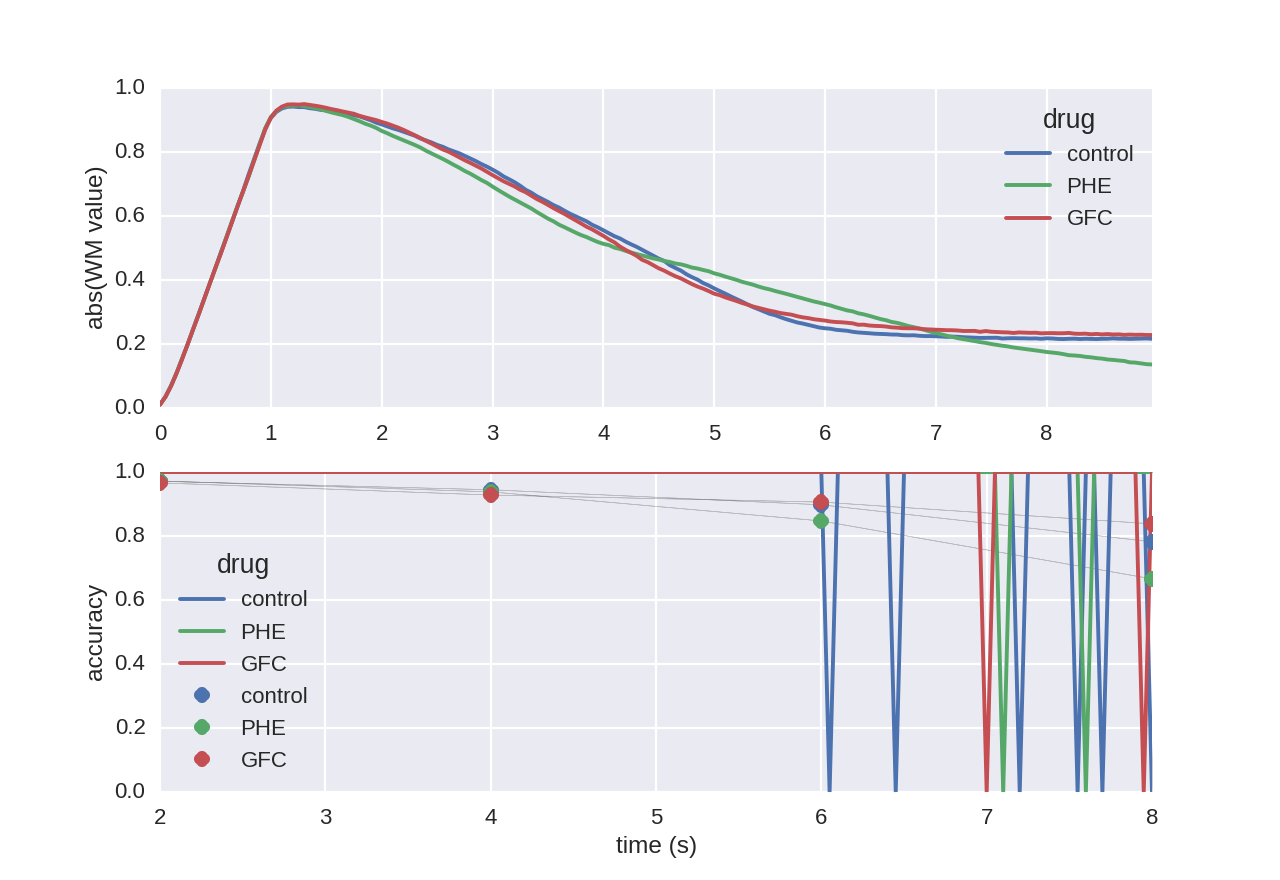 1.0
0.8
0.6
0.4
0.2
0.0
abs(WM value)
0 1 2 3 4 5 6 7 8
drug
control
PHE
GFC
1.0
0.8
0.6
0.4
0.2
0.0
accuracy
drug
control
PHE
GFC
control
PHE
GFC
2 3 4 5 6 7 8
time (s)